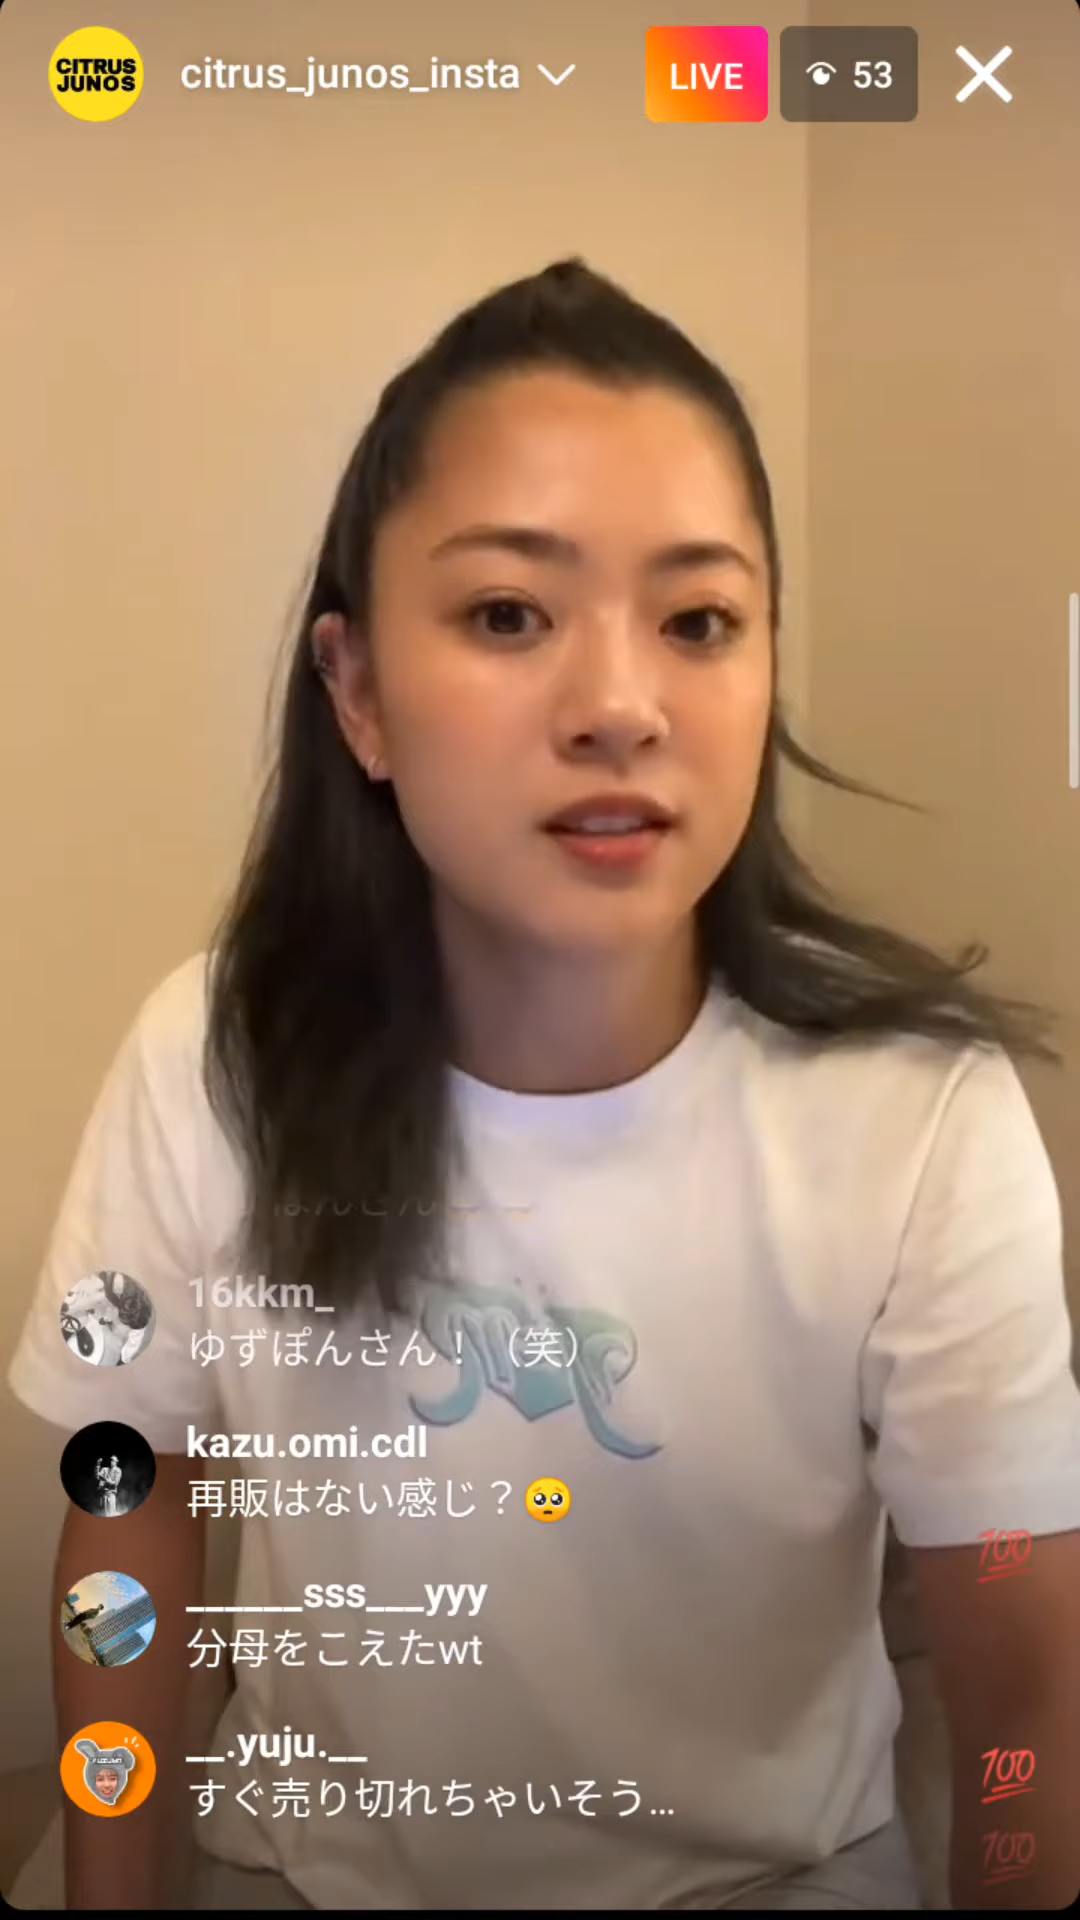 CITRUS
JUNOS
citrus_junos_insta
LIVE
53
16kkm_
ゆずぽんさん！（笑）
kazu.omi.cdl
再販はない感じ？🥺
______sss___yyy
分母をこえたwt
__.yuju.__
すぐ売り切れちゃいそう…
💯
💯
💯